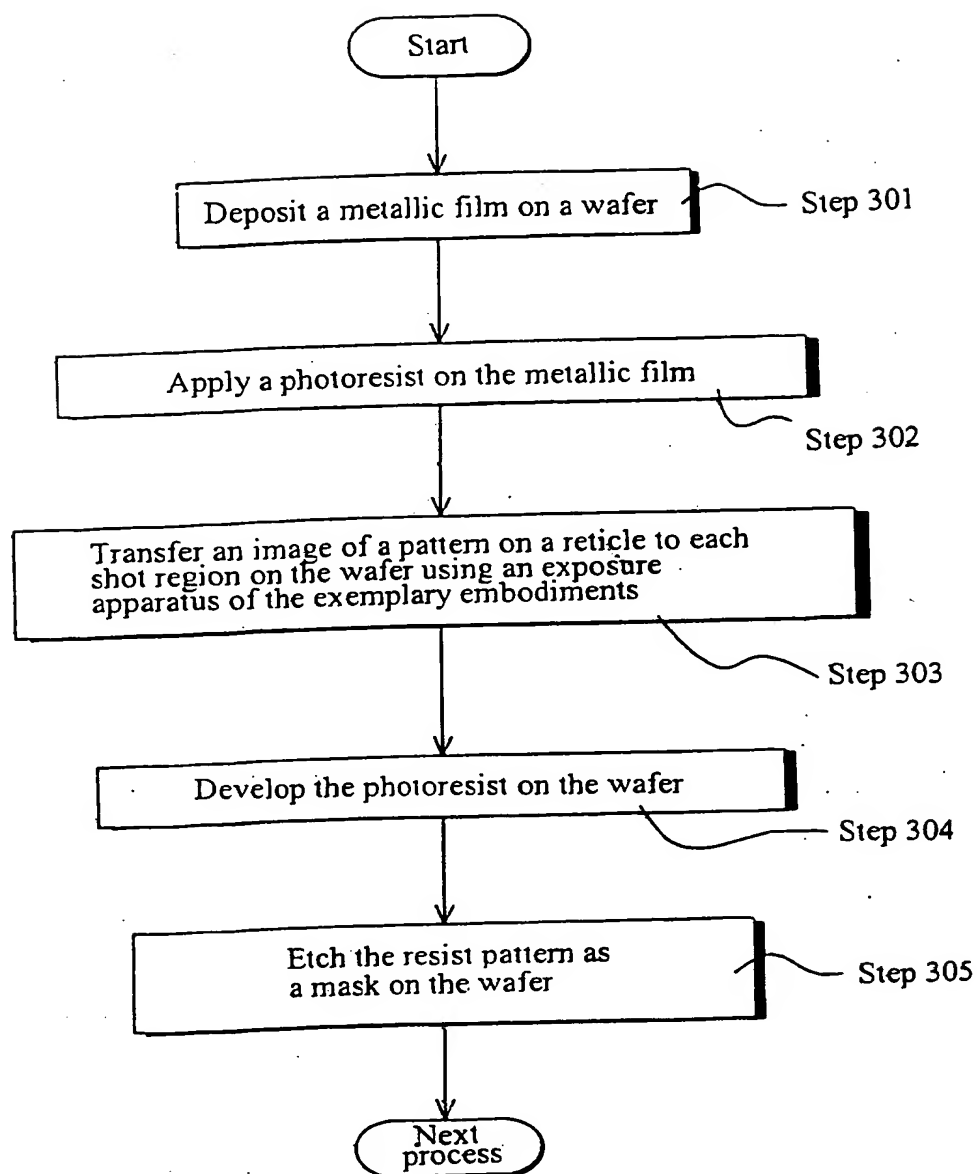 Start
Deposit a metallic film on a wafer
Step 301
Apply a photoresist on the metallic film
Step 302
Transfer an image of a pattern on a reticle to each
shot region on the wafer using an exposure
apparatus of the exemplary embodiments
Step 303
Develop the photoresist on the wafer
Step 304
Etch the resist pattern as
a mask on the wafer
Step 305
Next
process